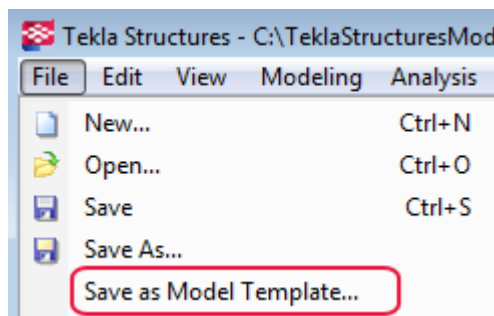 Tekla Structures - C:\TeklaStructuresMod
File Edit View Modeling Analysis
New... Ctrl+N
Open... Ctrl+O
Save Ctrl+S
Save As...
Save as Model Template...